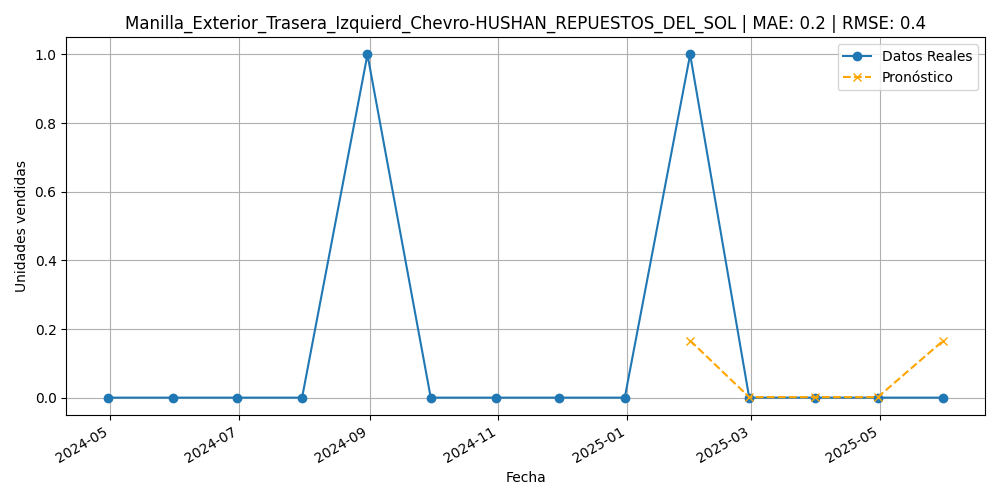 Manilla_Exterior_Trasera_Izquierd_Chevro-HUSHAN_REPUESTOS_DEL_SOL | MAE: 0.2 | RMSE: 0.4
Datos Reales
Pronóstico
Unidades vendidas
1.0
0.8
0.6
0.4
0.2
0.0
2024-05
2024-07
2024-09
2024-11
2025-01
2025-03
2025-05
Fecha